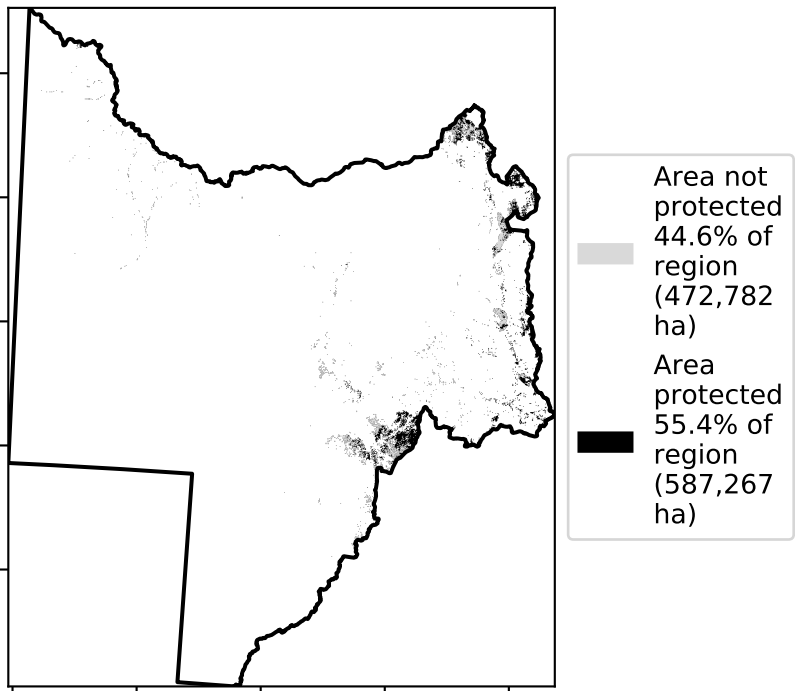 Area not
protected
44.6% of
region
(472,782
ha)
Area
protected
55.4% of
region
(587,267
ha)